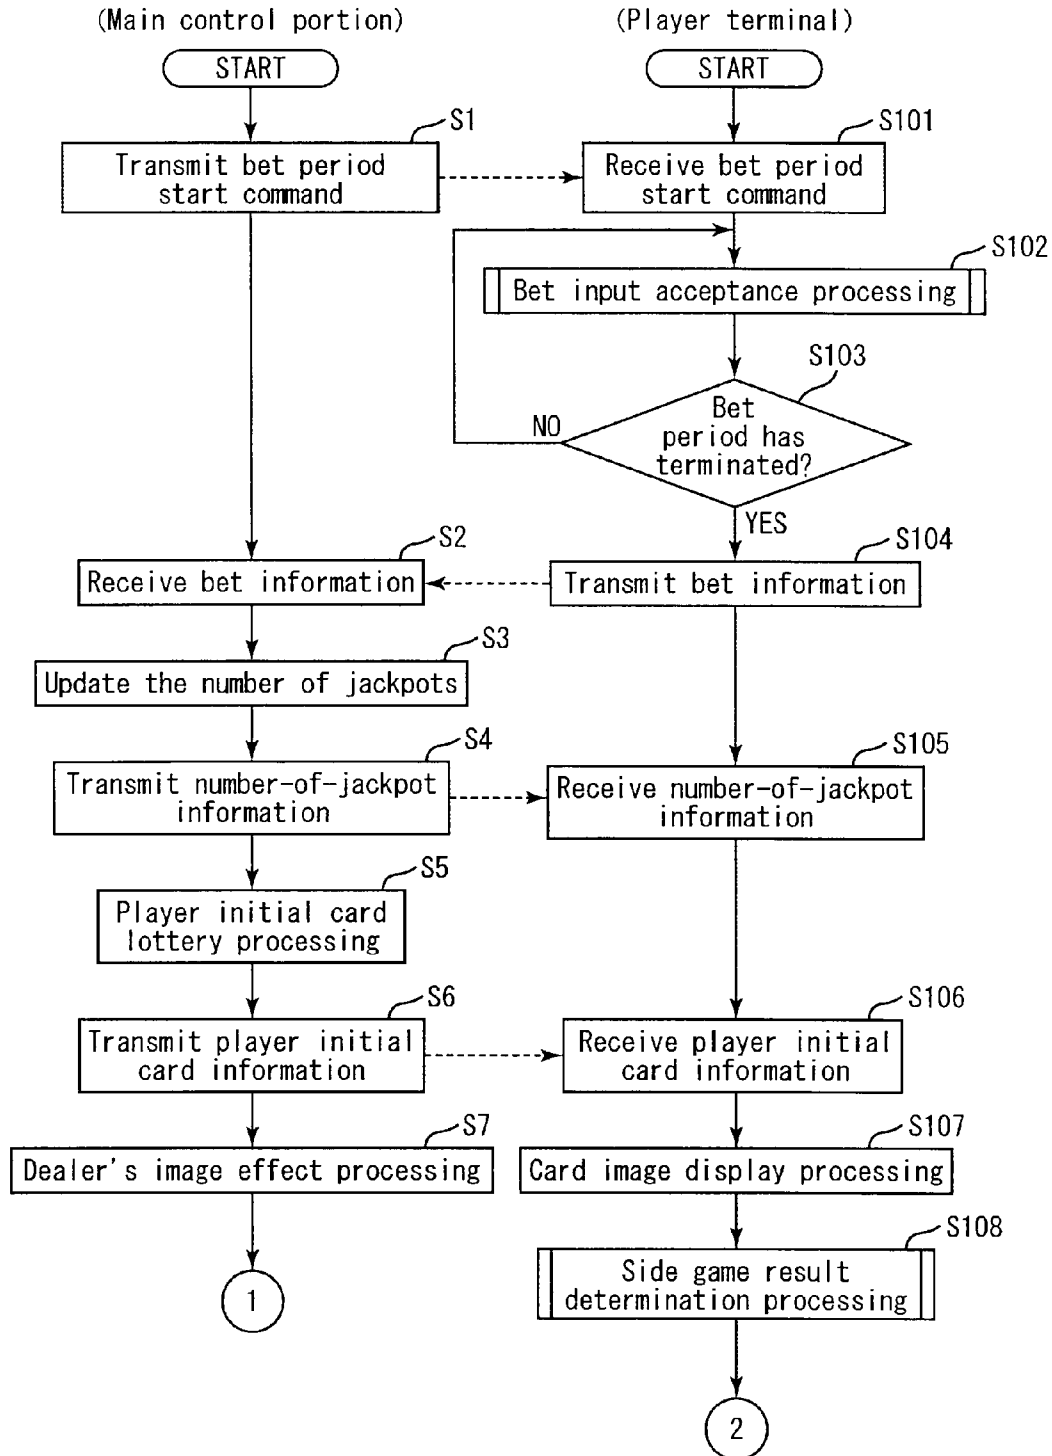 (Main control portion)
(Player terminal)
START
START
S1
S101
Transmit bet period
start command
Receive bet period
start command
S102
Bet input acceptance processing
S103
Bet
period has
terminated?
NO
YES
S2
S104
Receive bet information
Transmit bet information
S3
Update the number of jackpots
S4
S105
Transmit number-of-jackpot
information
Receive number-of-jackpot
information
S5
Player initial card
lottery processing
S6
S106
Transmit player initial
card information
Receive player initial
card information
S7
S107
Dealer's image effect processing
Card image display processing
S108
Side game result
determination processing
1
2